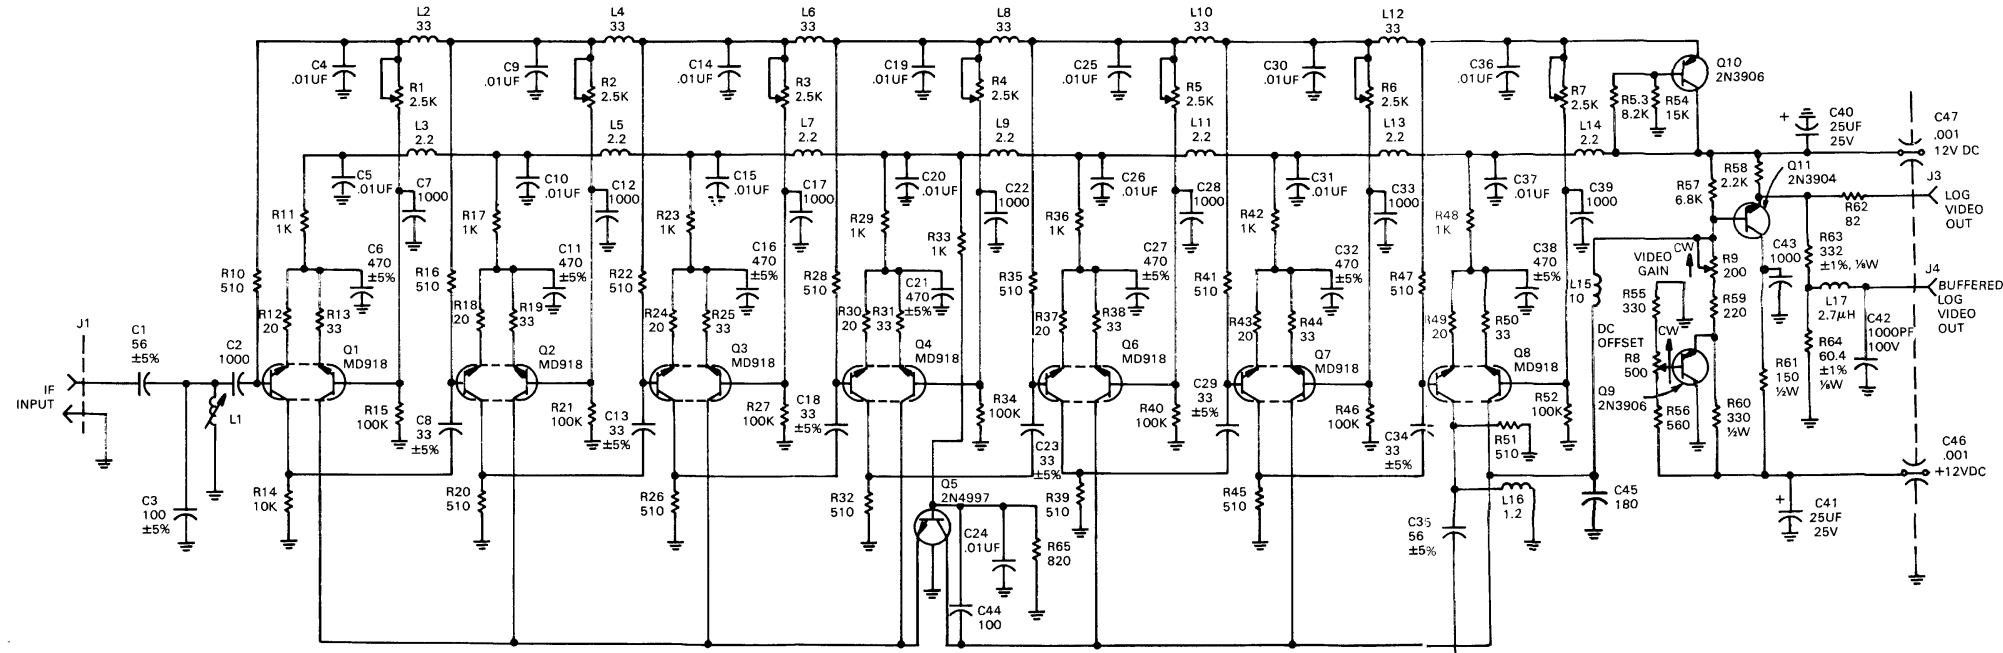 L2
33
L4
33
L6
33
L8
33
L10
33
L12
33
C4
.01UF
R1
2.5K
C9
.01UF
R2
2.5K
C14
.01UF
R3
2.5K
C19
.01UF
R4
2.5K
C25
.01UF
R5
2.5K
C30
.01UF
R6
2.5K
C36
.01UF
R7
2.5K
Q10
2N3906
R5.3
8.2K
R54
15K
+
C40
25UF
25V
C47
.001
12V DC
L3
2.2
L5
2.2
L7
2.2
L9
2.2
L11
2.2
L13
2.2
L14
2.2
C5
.01UF
C7
1000
C10
.01UF
C12
1000
C15
.01UF
C17
1000
C20
.01UF
C22
1000
C26
.01UF
C28
1000
C31
.01UF
C33
1000
C37
.01UF
C39
1000
R58
2.2K
Q11
2N3904
R57
6.8K
J3
LOG
VIDEO
OUT
R62
82
R11
1K
R17
1K
R23
1K
R29
1K
R33
1K
R36
1K
R42
1K
R48
1K
C6
470
±5%
C11
470
±5%
C16
470
±5%
C21
470
±5%
C27
470
±5%
C32
470
±5%
C38
470
±5%
R10
510
R16
510
R22
510
R28
510
R35
510
R41
510
R47
510
L15
10
VIDEO
GAIN
CW
R9
200
C43
1000
R63
332
±1%, ⅛W
J4
BUFFERED
LOG
VIDEO
OUT
L17
2.7μH
C42
1000PF
100V
R12
20
R13
33
R18
20
R19
33
R24
20
R25
33
R30
20
R31
33
R37
20
R38
33
R43
20
R44
33
R49
20
R50
33
R55
330
R59
220
DC
OFFSET
CW
R8
500
R64
60.4
±1%
⅛W
R61
150
½W
J1
IF
INPUT
C1
56
±5%
C2
1000
L1
Q1
MD918
Q2
MD918
Q3
MD918
Q4
MD918
Q6
MD918
Q7
MD918
Q8
MD918
Q9
2N3906
R15
100K
C8
33
±5%
R21
100K
C13
33
±5%
R27
100K
C18
33
±5%
R34
100K
C23
33
±5%
R40
100K
C29
33
±5%
R46
100K
C34
33
±5%
R52
100K
R51
510
R56
560
R60
330
½W
C46
.001
+12VDC
C3
100
±5%
R14
10K
R20
510
R26
510
R32
510
Q5
2N4997
R39
510
R45
510
L16
1.2
C45
180
+
C41
25UF
25V
C24
.01UF
R65
820
C35
56
±5%
C44
100